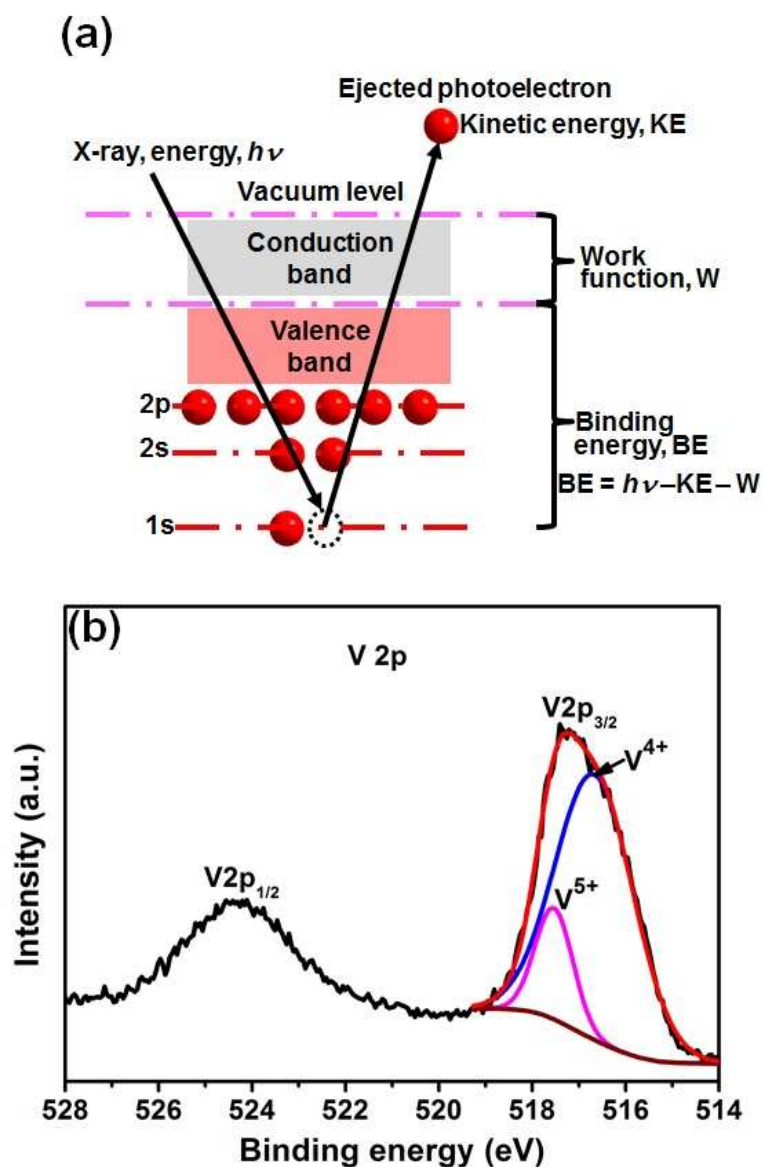 (a)
Ejected photoelectron
Kinetic energy, KE
X-ray, energy, hν
Vacuum level
Conduction
band
Work
function, W
Valence
band
2p
2s
Binding
energy, BE
BE = hν–KE–W
1s
(b)
V 2p
V2p3/2
V4+
V2p1/2
V5+
Intensity (a.u.)
528 526 524 522 520 518 516 514
Binding energy (eV)